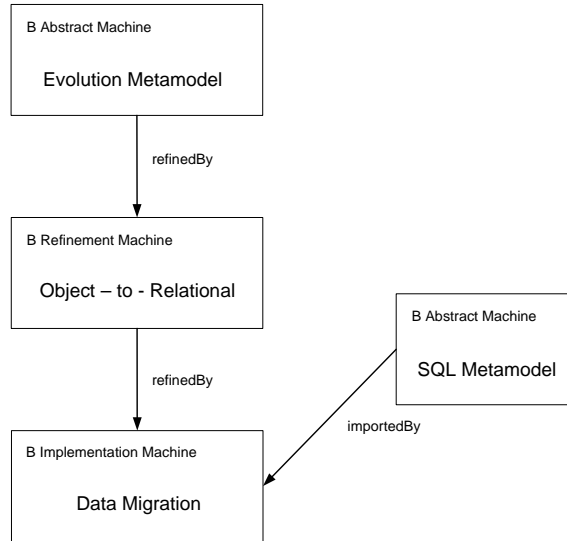 B Abstract Machine
Evolution Metamodel
refinedBy
B Refinement Machine
Object – to - Relational
B Abstract Machine
SQL Metamodel
refinedBy
importedBy
B Implementation Machine
Data Migration